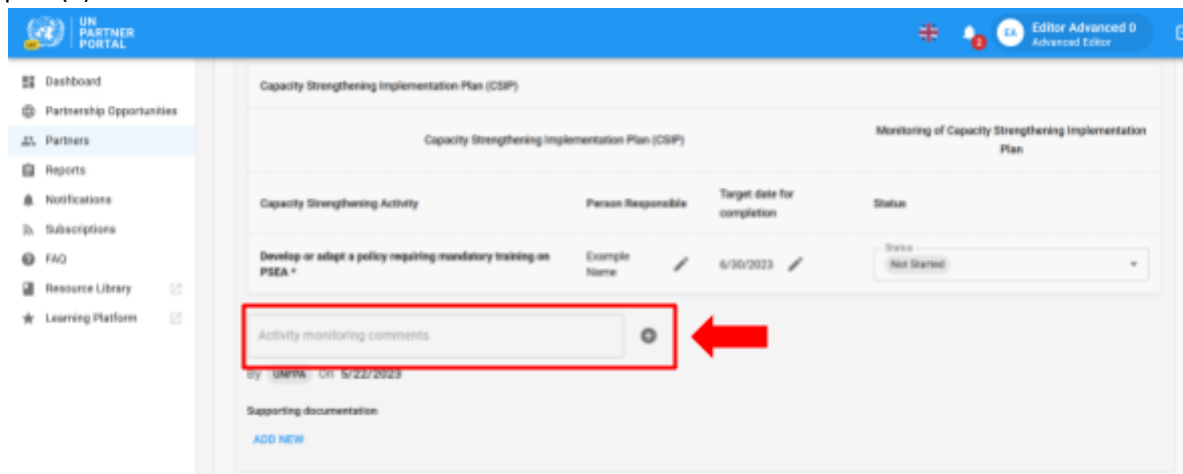 UN
PARTNER
PORTAL
2
EA
Editor Advanced 0
Advanced Editor
Dashboard
Partnership Opportunities
Partners
Reports
Notifications
Subscriptions
FAQ
Resource Library
Learning Platform
Capacity Strengthening Implementation Plan (CSIP)
Capacity Strengthening Implementation Plan (CSIP)
Monitoring of Capacity Strengthening Implementation
Plan
Capacity Strengthening Activity
Person Responsible
Target date for
completion
Status
Develop or adapt a policy requiring mandatory training on
PSEA *
Example
Name
6/30/2023
Status
Not Started
Activity monitoring comments
By UNFPA On 5/22/2023
Supporting documentation
ADD NEW